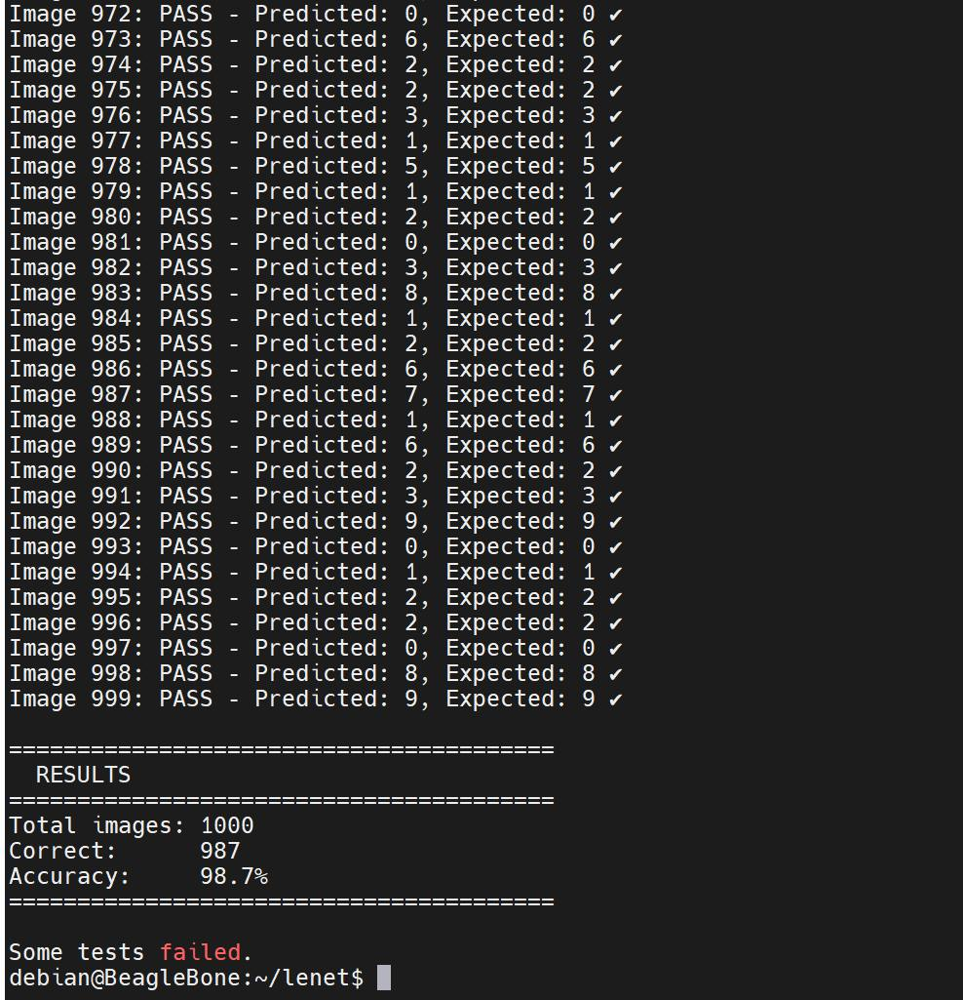 Image 972: PASS - Predicted: 0, Expected: 0 ✔
Image 973: PASS - Predicted: 6, Expected: 6 ✔
Image 974: PASS - Predicted: 2, Expected: 2 ✔
Image 975: PASS - Predicted: 2, Expected: 2 ✔
Image 976: PASS - Predicted: 3, Expected: 3 ✔
Image 977: PASS - Predicted: 1, Expected: 1 ✔
Image 978: PASS - Predicted: 5, Expected: 5 ✔
Image 979: PASS - Predicted: 1, Expected: 1 ✔
Image 980: PASS - Predicted: 2, Expected: 2 ✔
Image 981: PASS - Predicted: 0, Expected: 0 ✔
Image 982: PASS - Predicted: 3, Expected: 3 ✔
Image 983: PASS - Predicted: 8, Expected: 8 ✔
Image 984: PASS - Predicted: 1, Expected: 1 ✔
Image 985: PASS - Predicted: 2, Expected: 2 ✔
Image 986: PASS - Predicted: 6, Expected: 6 ✔
Image 987: PASS - Predicted: 7, Expected: 7 ✔
Image 988: PASS - Predicted: 1, Expected: 1 ✔
Image 989: PASS - Predicted: 6, Expected: 6 ✔
Image 990: PASS - Predicted: 2, Expected: 2 ✔
Image 991: PASS - Predicted: 3, Expected: 3 ✔
Image 992: PASS - Predicted: 9, Expected: 9 ✔
Image 993: PASS - Predicted: 0, Expected: 0 ✔
Image 994: PASS - Predicted: 1, Expected: 1 ✔
Image 995: PASS - Predicted: 2, Expected: 2 ✔
Image 996: PASS - Predicted: 2, Expected: 2 ✔
Image 997: PASS - Predicted: 0, Expected: 0 ✔
Image 998: PASS - Predicted: 8, Expected: 8 ✔
Image 999: PASS - Predicted: 9, Expected: 9 ✔
========================================
  RESULTS
========================================
Total images: 1000
Correct:      987
Accuracy:     98.7%
========================================
Some tests failed.
debian@BeagleBone:~/lenet$